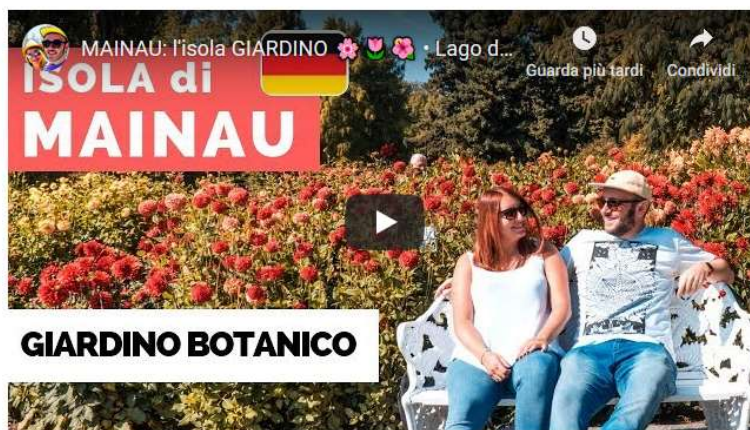 MAINAU: l'isola GIARDINO 🌸🌷🌺 • Lago d...
Guarda più tardi
Condividi
ISOLA di
MAINAU
GIARDINO BOTANICO